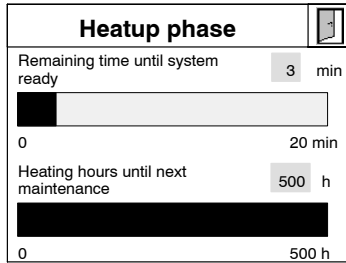 Heatup phase
Remaining time until system
ready
3 min
0 20 min
Heating hours until next
maintenance
500 h
0 500 h